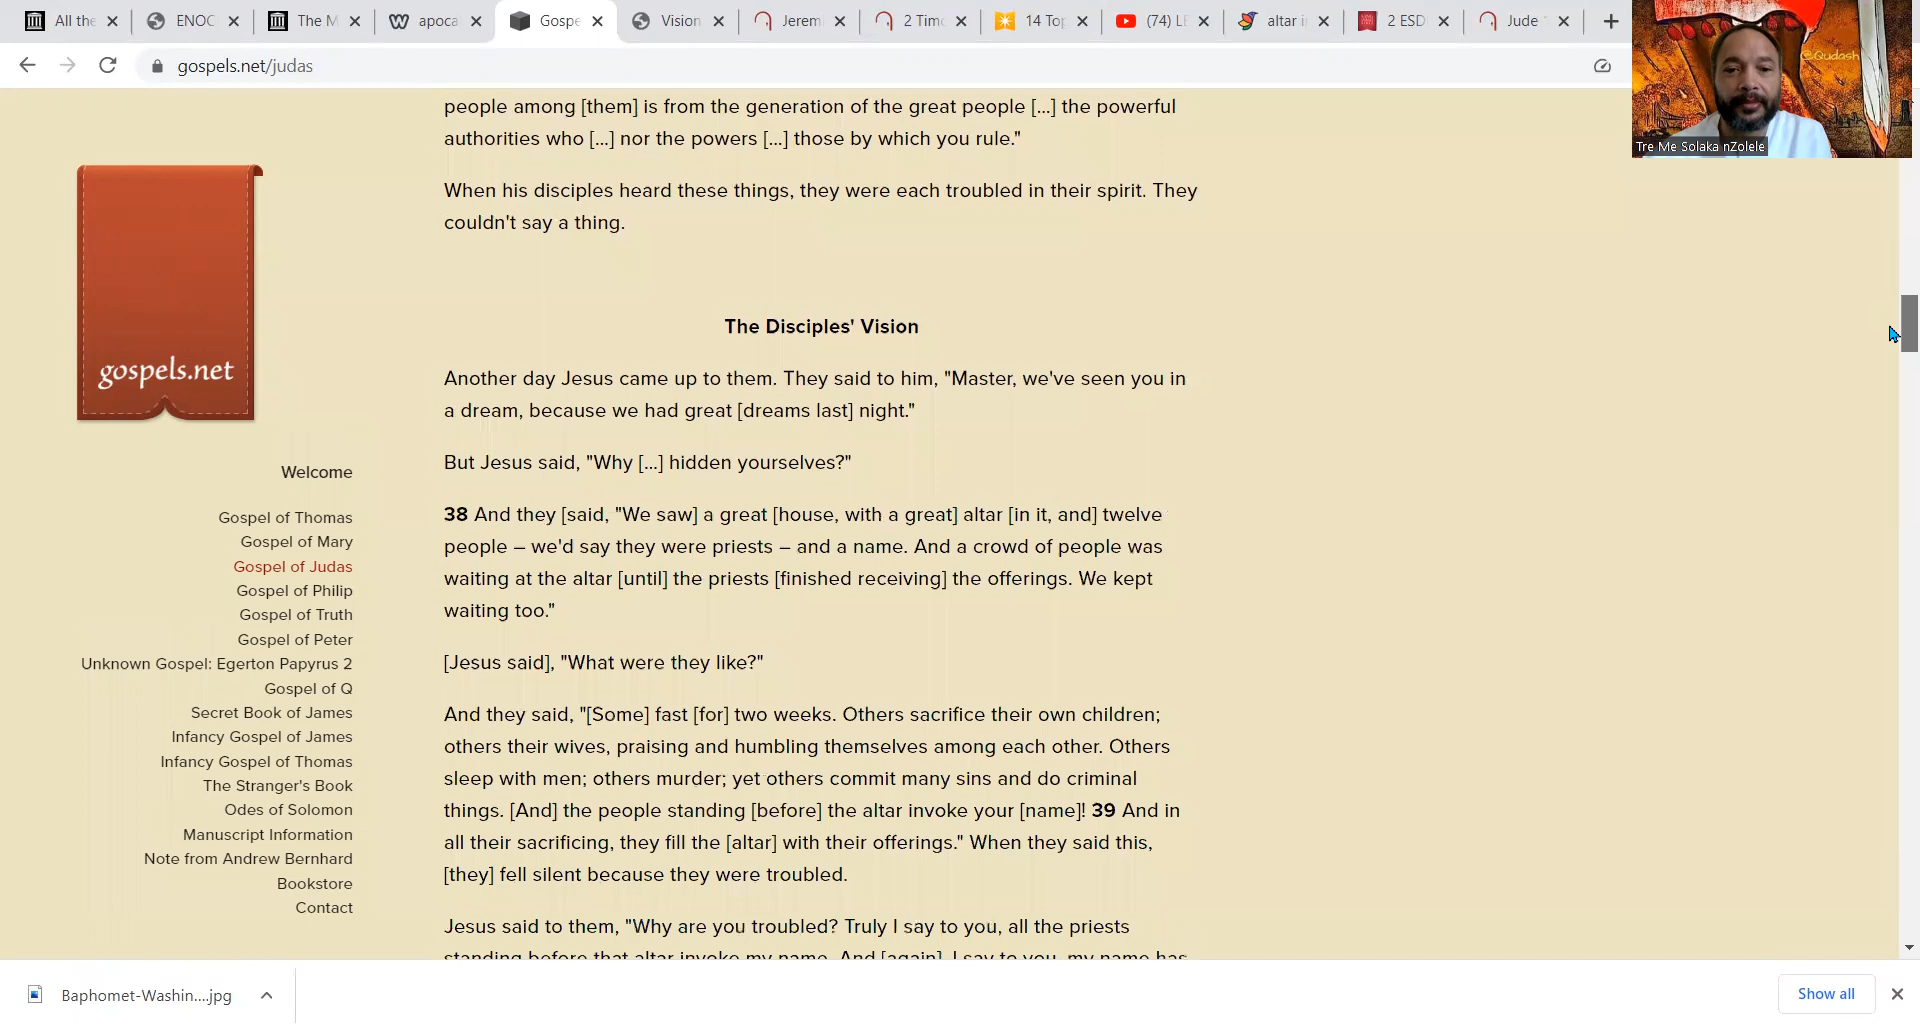 All the
ENOC
The M
apoca
Gospe
Vision
Jerem
2 Timo
14 Top
(74) LE
altar i
2 ESD
Jude
gospels.net/judas
@Qudash
Tre Me Solaka nZolele
people among [them] is from the generation of the great people [...] the powerful
authorities who [...] nor the powers [...] those by which you rule."
When his disciples heard these things, they were each troubled in their spirit. They
couldn't say a thing.
The Disciples' Vision
Another day Jesus came up to them. They said to him, "Master, we've seen you in
a dream, because we had great [dreams last] night."
But Jesus said, "Why [...] hidden yourselves?"
38 And they [said, "We saw] a great [house, with a great] altar [in it, and] twelve
people – we'd say they were priests – and a name. And a crowd of people was
waiting at the altar [until] the priests [finished receiving] the offerings. We kept
waiting too."
[Jesus said], "What were they like?"
And they said, "[Some] fast [for] two weeks. Others sacrifice their own children;
others their wives, praising and humbling themselves among each other. Others
sleep with men; others murder; yet others commit many sins and do criminal
things. [And] the people standing [before] the altar invoke your [name]! 39 And in
all their sacrificing, they fill the [altar] with their offerings." When they said this,
[they] fell silent because they were troubled.
Jesus said to them, "Why are you troubled? Truly I say to you, all the priests
standing before that altar invoke my name. And [again], I say to you, my name has
gospels.net
Welcome
Gospel of Thomas
Gospel of Mary
Gospel of Judas
Gospel of Philip
Gospel of Truth
Gospel of Peter
Unknown Gospel: Egerton Papyrus 2
Gospel of Q
Secret Book of James
Infancy Gospel of James
Infancy Gospel of Thomas
The Stranger's Book
Odes of Solomon
Manuscript Information
Note from Andrew Bernhard
Bookstore
Contact
Baphomet-Washin....jpg
Show all